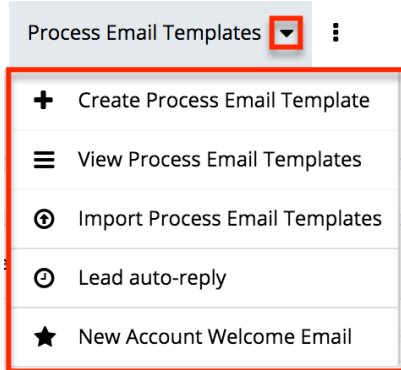 Process Email Templates
Create Process Email Template
View Process Email Templates
Import Process Email Templates
Lead auto-reply
New Account Welcome Email